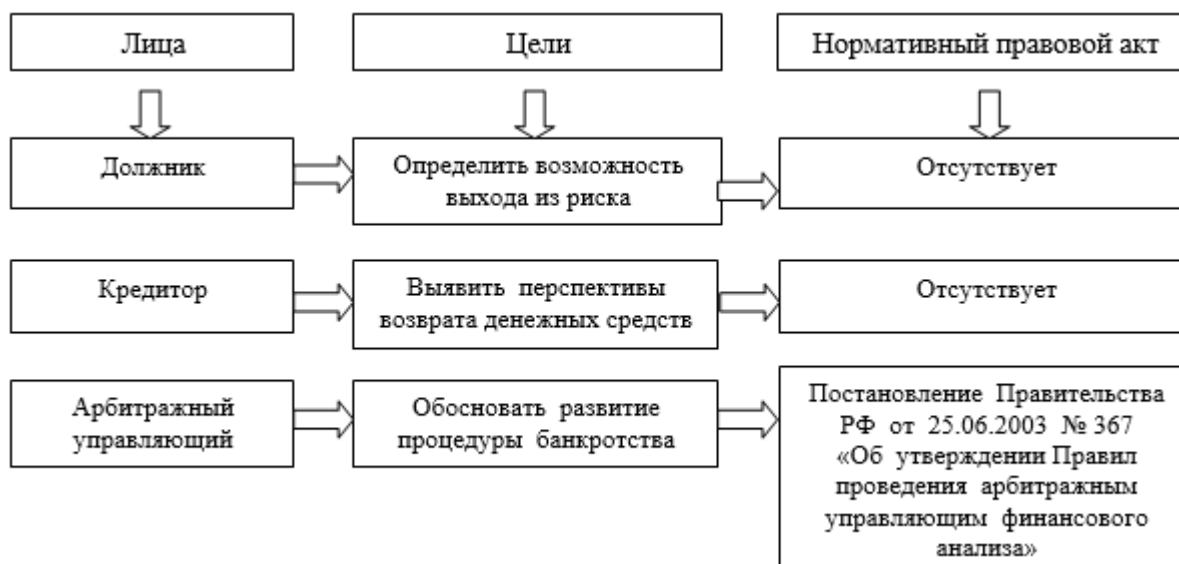 Лица
Цели
Нормативный правовой акт
Должник
Определить возможность
выхода из риска
Отсутствует
Кредитор
Выявить перспективы
возврата денежных средств
Отсутствует
Арбитражный
управляющий
Обосновать развитие
процедуры банкротства
Постановление Правительства
РФ от 25.06.2003 № 367
«Об утверждении Правил
проведения арбитражным
управляющим финансового
анализа»